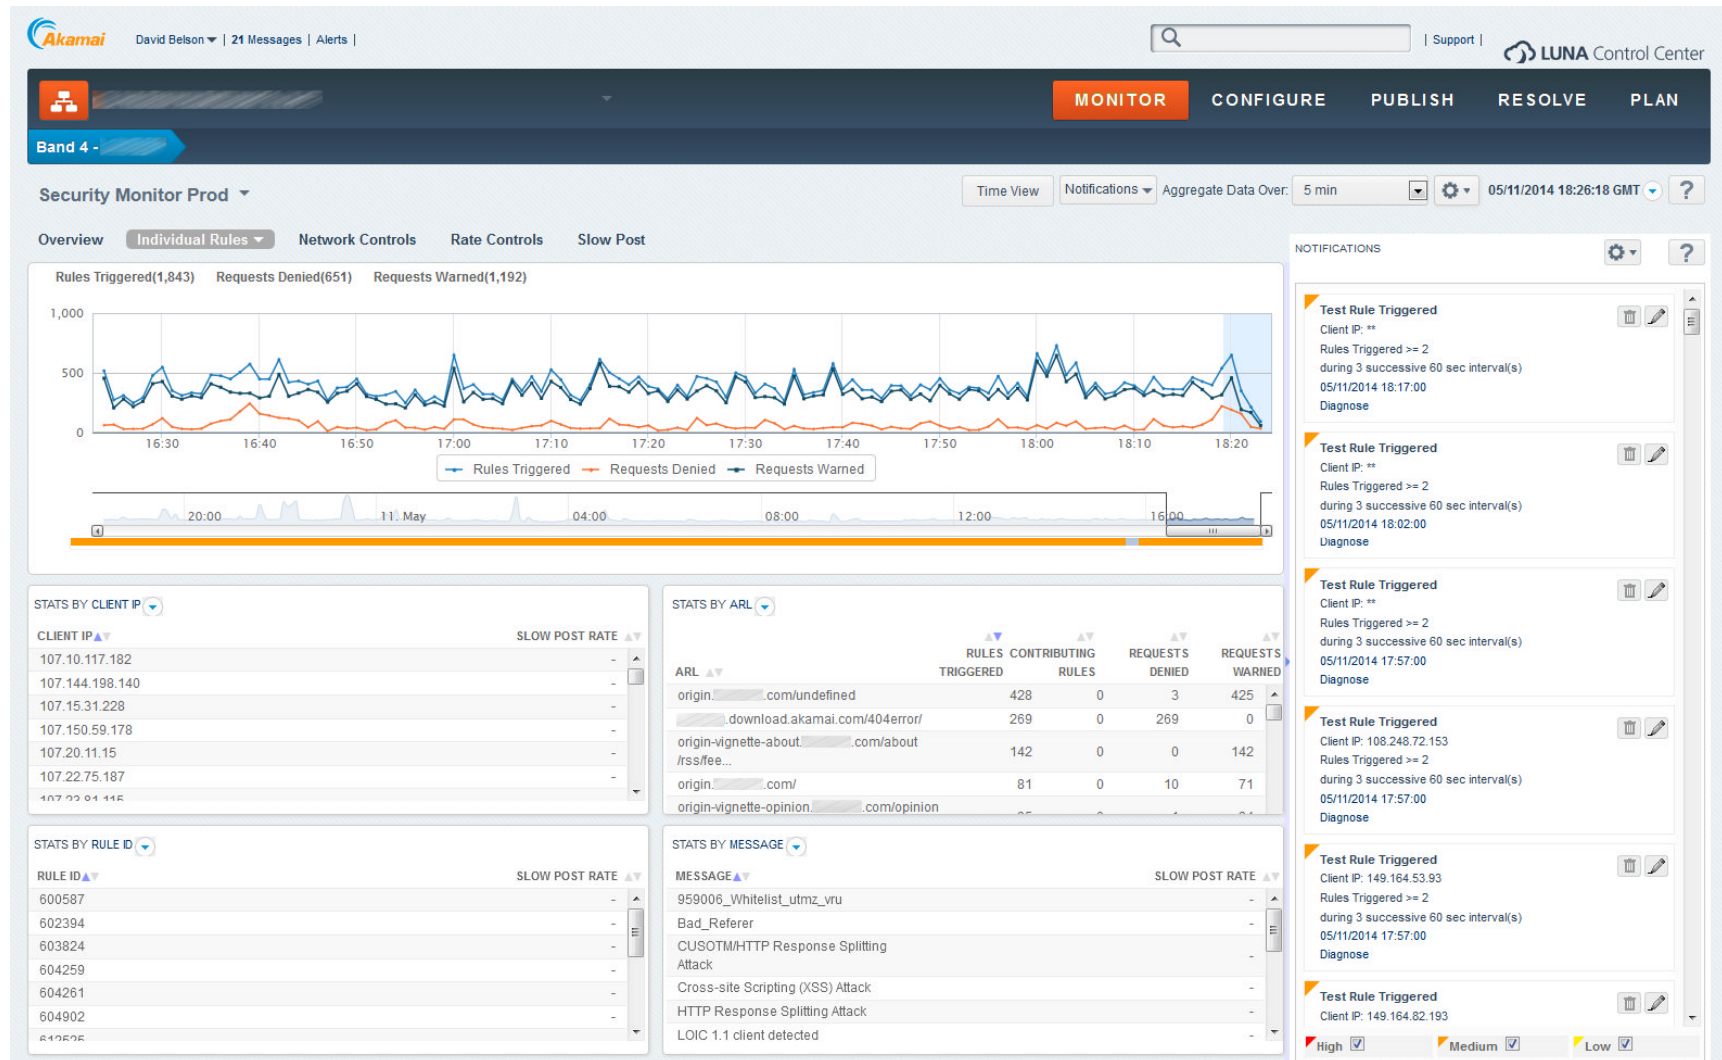 Akamai
David Belson | 21 Messages | Alerts |
| Support |
LUNA Control Center
MONITOR CONFIGURE PUBLISH RESOLVE PLAN
Band 4 -
Security Monitor Prod
Time View Notifications Aggregate Data Over: 5 min 05/11/2014 18:26:18 GMT ?
Overview Individual Rules Network Controls Rate Controls Slow Post
Rules Triggered(1,843) Requests Denied(651) Requests Warned(1,192)
1,000
500
0
16:30 16:40 16:50 17:00 17:10 17:20 17:30 17:40 17:50 18:00 18:10 18:20
Rules Triggered Requests Denied Requests Warned
20:00 11. May 04:00 08:00 12:00 16:00
STATS BY CLIENT IP
CLIENT IP SLOW POST RATE
107.10.117.182 -
107.144.198.140 -
107.15.31.228 -
107.150.59.178 -
107.20.11.15 -
107.22.75.187 -
107.23.81.115
STATS BY ARL
ARL RULES TRIGGERED CONTRIBUTING RULES REQUESTS DENIED REQUESTS WARNED
origin. .com/undefined 428 0 3 425
.download.akamai.com/404error/ 269 0 269 0
origin-vignette-about. .com/about
/rss/fee... 142 0 0 142
origin. .com/ 81 0 10 71
origin-vignette-opinion. .com/opinion
STATS BY RULE ID
RULE ID SLOW POST RATE
600587 -
602394 -
603824 -
604259 -
604261 -
604902 -
612525
STATS BY MESSAGE
MESSAGE SLOW POST RATE
959006_Whitelist_utmz_vru -
Bad_Referer -
CUSOTM/HTTP Response Splitting
Attack -
Cross-site Scripting (XSS) Attack -
HTTP Response Splitting Attack -
LOIC 1.1 client detected -
NOTIFICATIONS ?
Test Rule Triggered
Client IP: **
Rules Triggered >= 2
during 3 successive 60 sec interval(s)
05/11/2014 18:17:00
Diagnose
Test Rule Triggered
Client IP: **
Rules Triggered >= 2
during 3 successive 60 sec interval(s)
05/11/2014 18:02:00
Diagnose
Test Rule Triggered
Client IP: **
Rules Triggered >= 2
during 3 successive 60 sec interval(s)
05/11/2014 17:57:00
Diagnose
Test Rule Triggered
Client IP: 108.248.72.153
Rules Triggered >= 2
during 3 successive 60 sec interval(s)
05/11/2014 17:57:00
Diagnose
Test Rule Triggered
Client IP: 149.164.53.93
Rules Triggered >= 2
during 3 successive 60 sec interval(s)
05/11/2014 17:57:00
Diagnose
Test Rule Triggered
Client IP: 149.164.82.193
High Medium Low